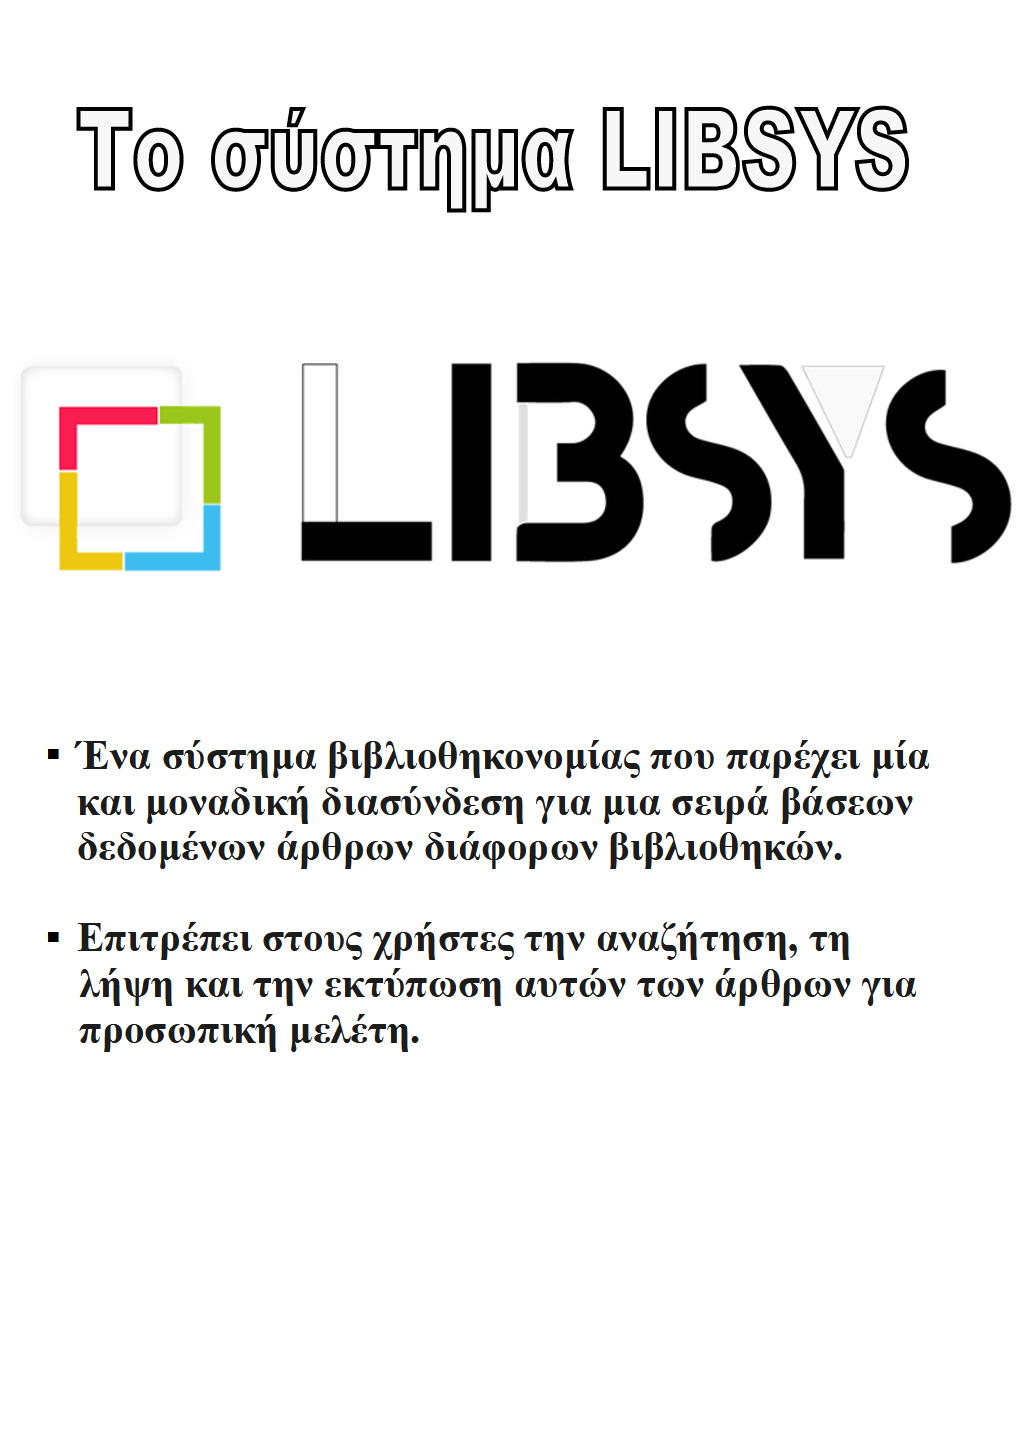 Το σύστημα LIBSYS
LIBSYS
▪ Ένα σύστημα βιβλιοθηκονομίας που παρέχει μία
και μοναδική διασύνδεση για μια σειρά βάσεων
δεδομένων άρθρων διάφορων βιβλιοθηκών.
▪ Επιτρέπει στους χρήστες την αναζήτηση, τη
λήψη και την εκτύπωση αυτών των άρθρων για
προσωπική μελέτη.